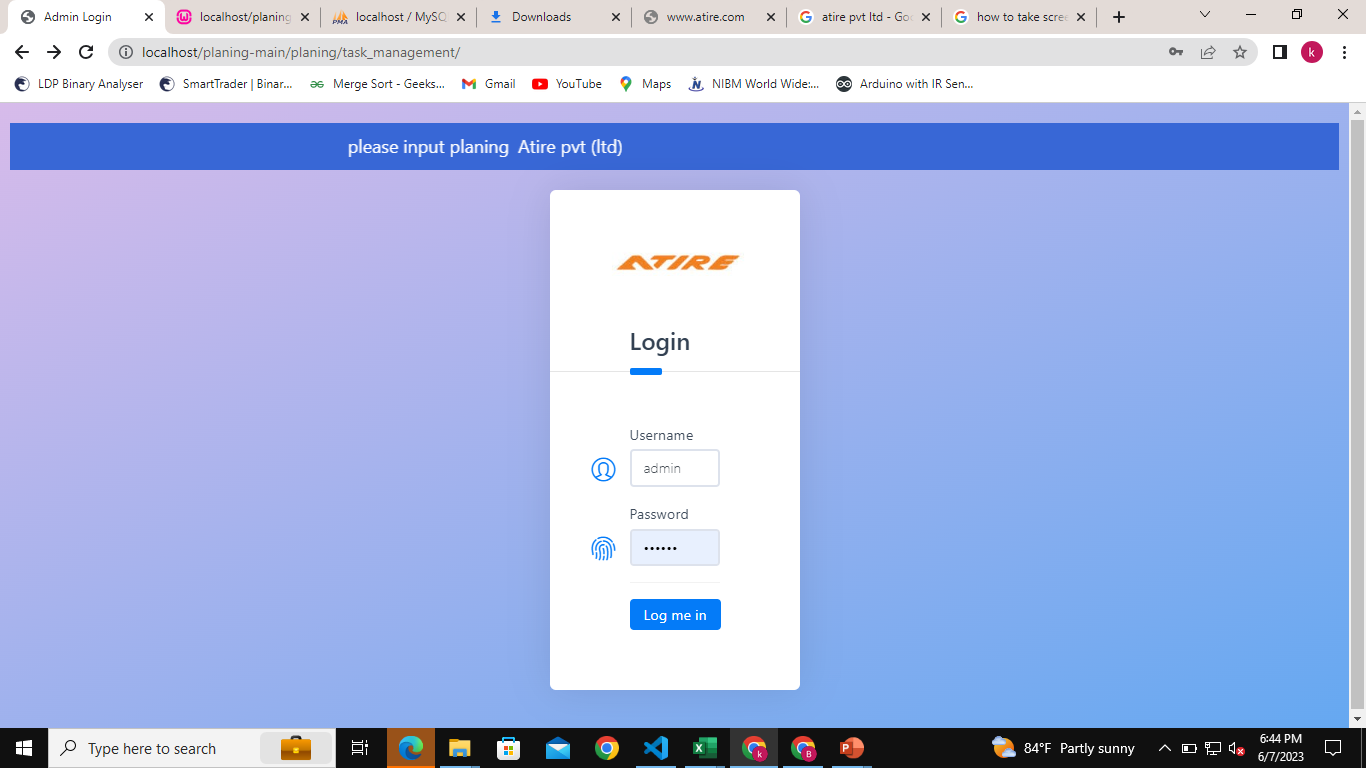 Admin Login
localhost/planing
localhost / MySQ
Downloads
www.atire.com
atire pvt ltd - Goo
how to take scree
localhost/planing-main/planing/task_management/
k
LDP Binary Analyser
SmartTrader | Binar...
Merge Sort - Geeks...
Gmail
YouTube
Maps
NIBM World Wide:...
Arduino with IR Sen...
please input planing Atire pvt (ltd)
ATIRE
Login
Username
admin
Password
••••••
Log me in
Type here to search
84°F Partly sunny
6:44 PM
6/7/2023